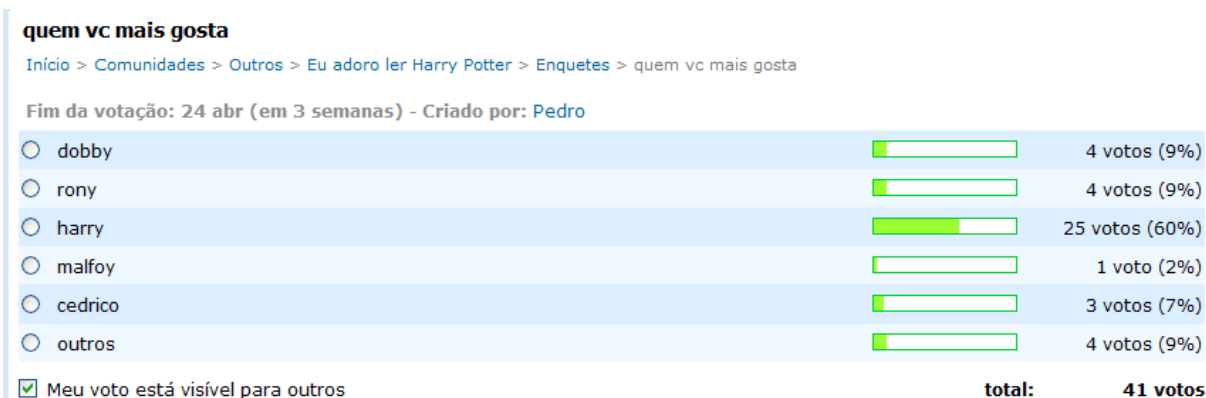 quem vc mais gosta
Início > Comunidades > Outros > Eu adoro ler Harry Potter > Enquetes > quem vc mais gosta
Fim da votação: 24 abr (em 3 semanas) - Criado por: Pedro
dobby 4 votos (9%)
rony 4 votos (9%)
harry 25 votos (60%)
malfoy 1 voto (2%)
cedrico 3 votos (7%)
outros 4 votos (9%)
Meu voto está visível para outros total: 41 votos